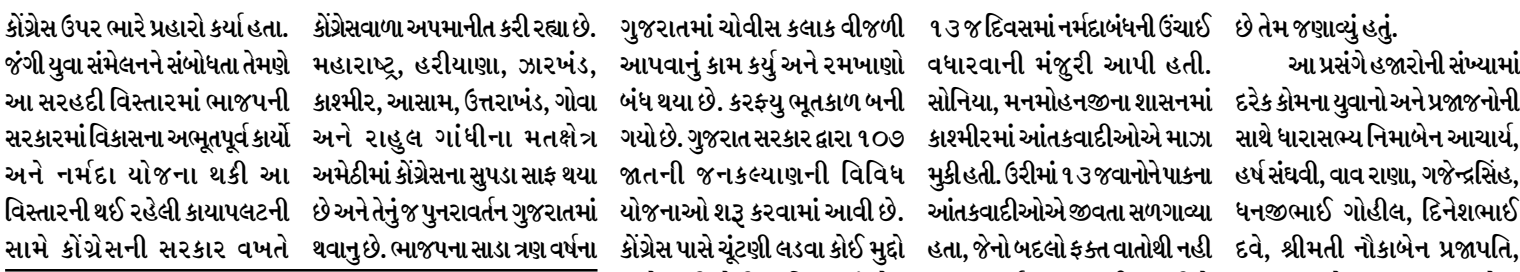 કોંગ્રેસ ઉપર ભારે પ્રહારો કર્યા હતા.
જંગી યુવા સંમેલનને સંબોધતા તેમણે
આ સરહદી વિસ્તારમાં ભાજપની
સરકારમાં વિકાસના અભૂતપૂર્વ કાર્યો
અને નર્મદા યોજના થકી આ
વિસ્તારની થઈ રહેલી કાયાપલટની
સામે કોંગ્રેસની સરકાર વખતે
કોંગ્રેસવાળા અપમાનીત કરી રહ્યા છે.
મહારાષ્ટ્ર, હરીયાણા, ઝારખંડ,
કાશ્મીર, આસામ, ઉત્તરાખંડ, ગોવા
અને રાહુલ ગાંધીના મતક્ષેત્ર
અમેઠીમાં કોંગ્રેસના સુપડા સાફ થયા
છે અને તેનું જ પુનરાવર્તન ગુજરાતમાં
થવાનુ છે. ભાજપના સાડા ત્રણ વર્ષના
ગુજરાતમાં ચોવીસ કલાક વીજળી
આપવાનું કામ કર્યુ અને રમખાણો
બંધ થયા છે. કરફ્યુ ભૂતકાળ બની
ગયો છે. ગુજરાત સરકાર દ્વારા ૧૦૭
જાતની જનકલ્યાણની વિવિધ
યોજનાઓ શરૂ કરવામાં આવી છે.
કોંગ્રેસ પાસે ચૂંટણી લડવા કોઈ મુદ્દો
૧૩ જ દિવસમાં નર્મદાબંધની ઉંચાઈ
વધારવાની મંજુરી આપી હતી.
સોનિયા, મનમોહનજીના શાસનમાં
કાશ્મીરમાં આંતકવાદીઓએ માઝા
મુકી હતી. ઉરીમાં ૧૩ જવાનોને પાકના
આંતકવાદીઓએ જીવતા સળગાવ્યા
હતા, જેનો બદલો ફક્ત વાતોથી નહી
છે તેમ જણાવ્યું હતું.
આ પ્રસંગે હજારોની સંખ્યામાં
દરેક કોમના યુવાનો અને પ્રજાજનોની
સાથે ધારાસભ્ય નિમાબેન આચાર્ય,
હર્ષ સંઘવી, વાવ રાણા, ગજેન્દ્રસિંહ,
ધનજીભાઈ ગોહીલ, દિનેશભાઈ
દવે, શ્રીમતી નૌકાબેન પ્રજાપતિ,